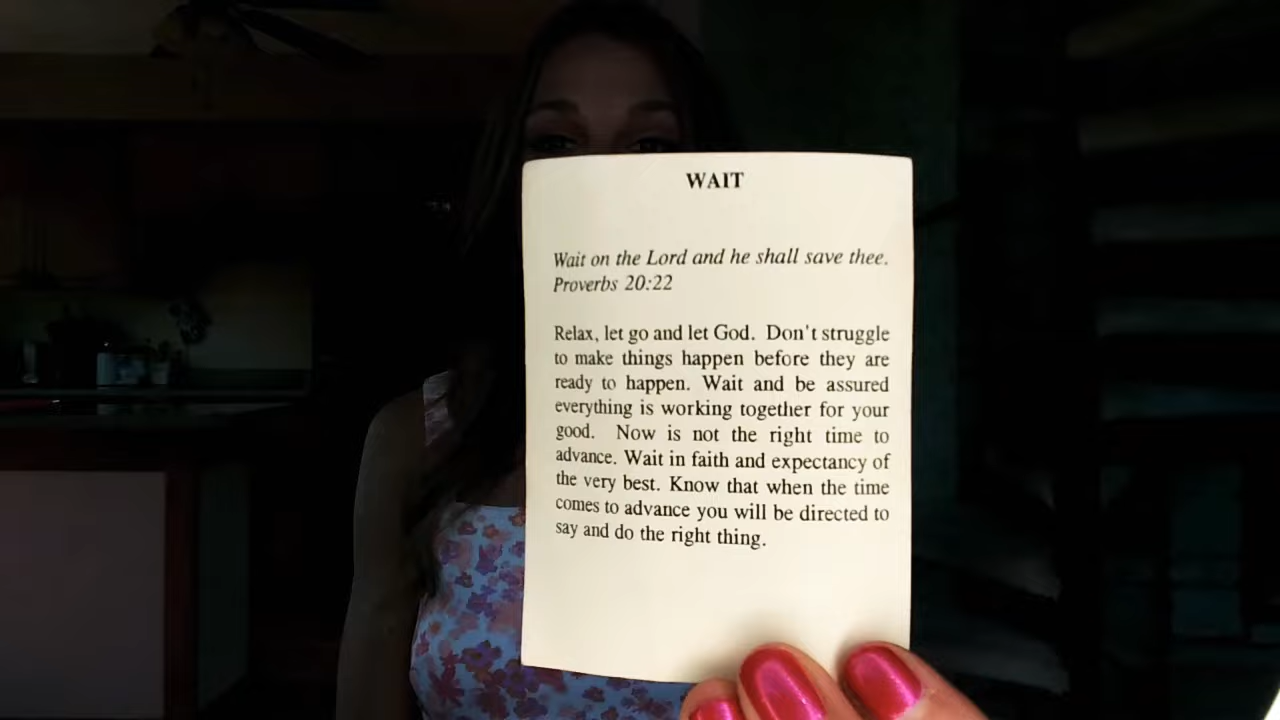 WAIT
Wait on the Lord and he shall save thee.
Proverbs 20:22
Relax, let go and let God. Don't struggle
to make things happen before they are
ready to happen. Wait and be assured
everything is working together for your
good. Now is not the right time to
advance. Wait in faith and expectancy of
the very best. Know that when the time
comes to advance you will be directed to
say and do the right thing.